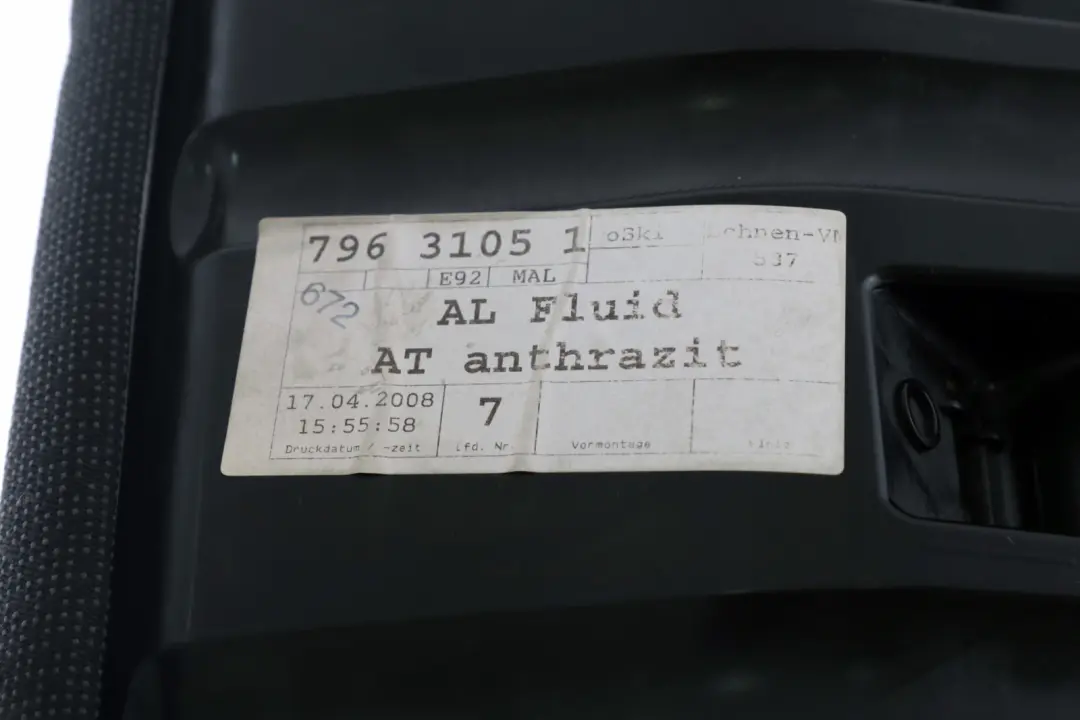 796 3105 1
oSki
E92 MAL
672
AL Fluid
AT anthrazit
17.04.2008
15:55:58
7
Druckdatum / -zeit
lfd. Nr.
Vormontage